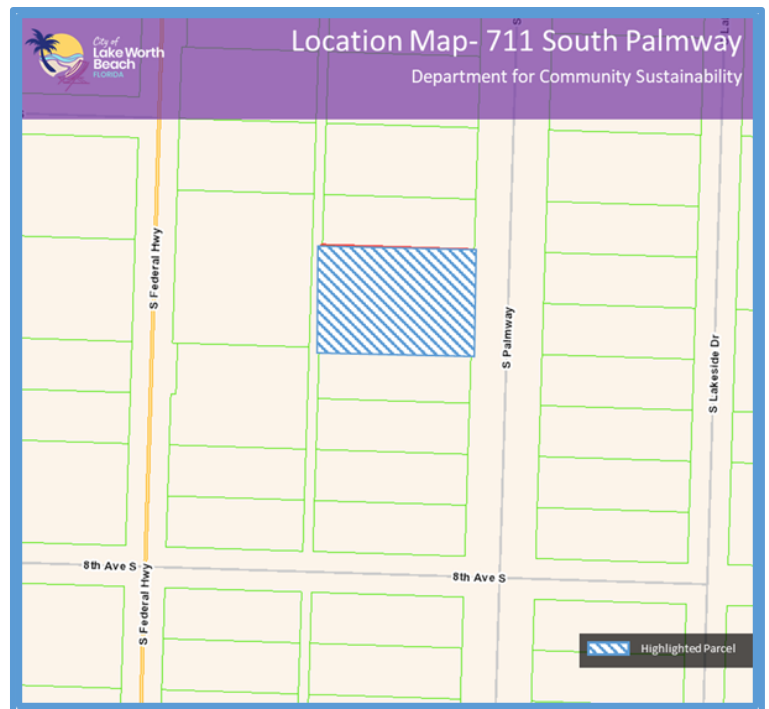 City of
Lake Worth
Beach
FLORIDA
Location Map- 711 South Palmway
Department for Community Sustainability
S
La
S Federal Hwy
S Palmway
S Lakeside Dr
8th Ave S
8th Ave S
S Federal Hwy
Highlighted Parcel